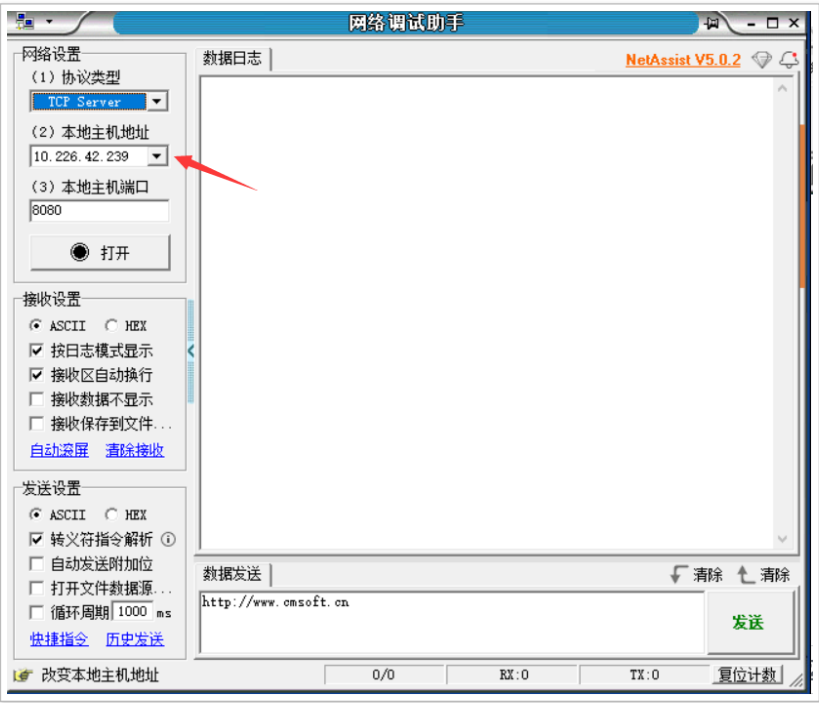 网络调试助手
网络设置
(1) 协议类型
TCP Server
(2) 本地主机地址
10.226.42.239
(3) 本地主机端口
8080
打开
接收设置
ASCII HEX
按日志模式显示
接收区自动换行
接收数据不显示
接收保存到文件...
自动滚屏 清除接收
发送设置
ASCII HEX
转义符指令解析
自动发送附加位
打开文件数据源...
循环周期 1000 ms
快捷指令 历史发送
数据日志
NetAssist V5.0.2
数据发送
清除 清除
http://www.cmsoft.cn
发送
改变本地主机地址
0/0 RX:0 TX:0 复位计数